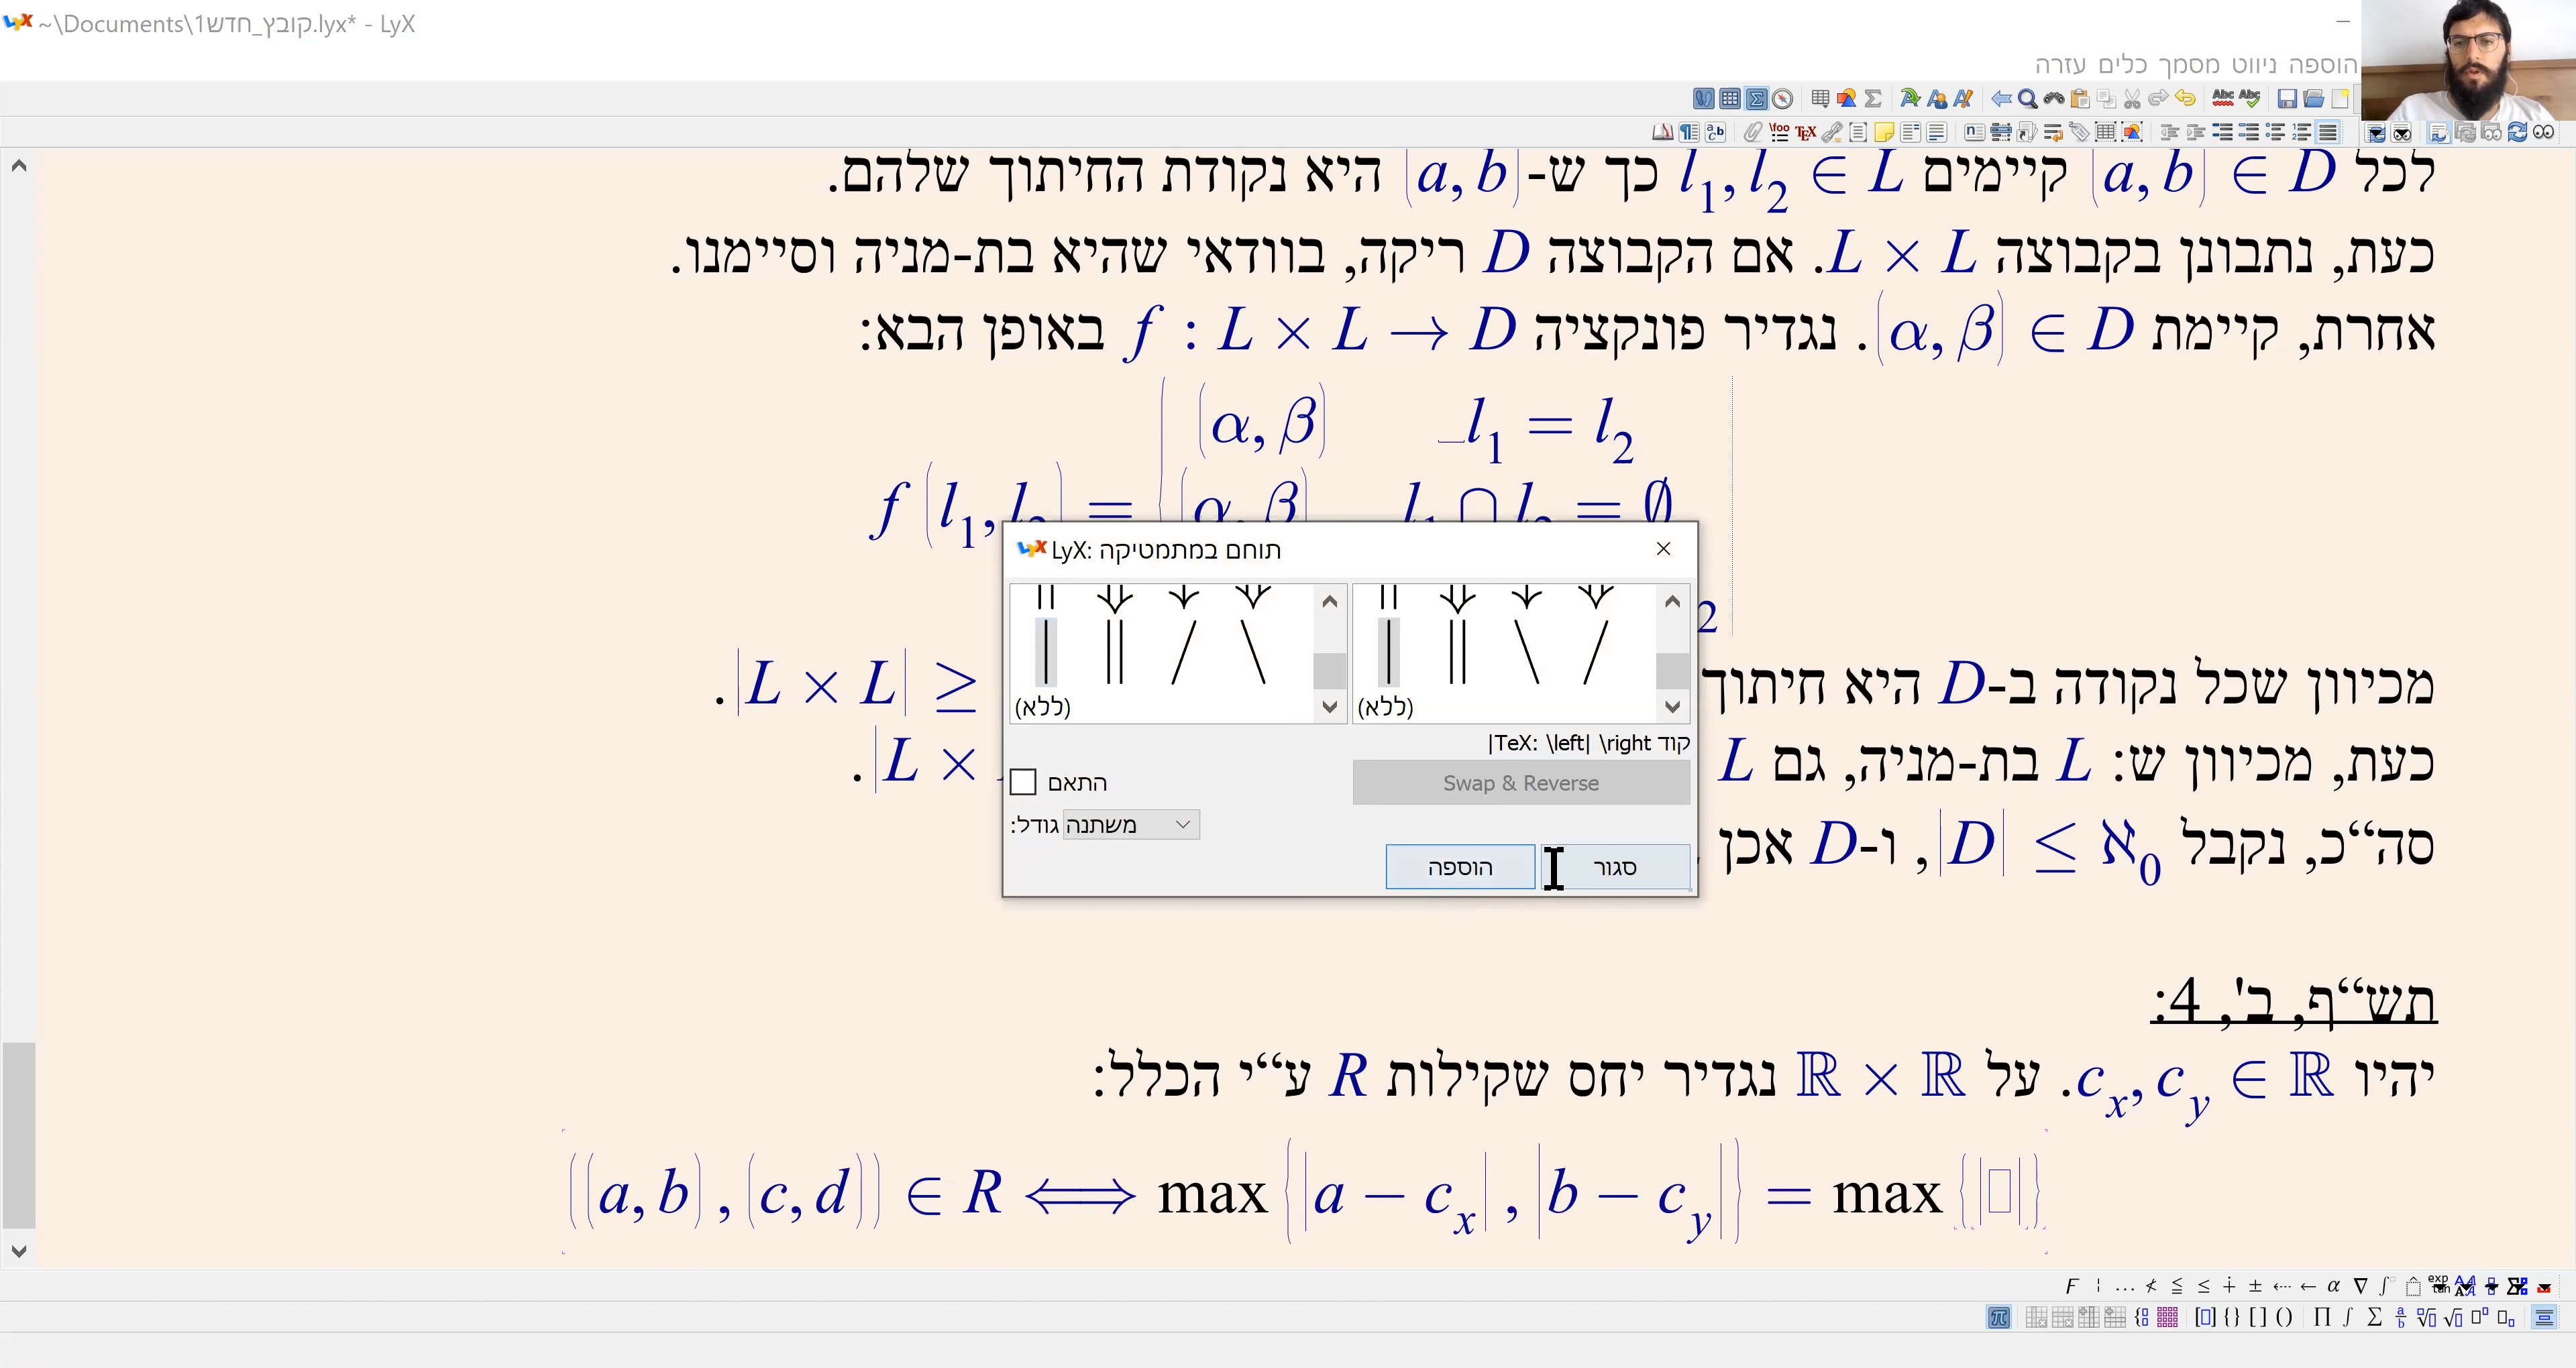 ~\Documents\קובץ_חדש1.lyx* - LyX
הוספה ניווט מסמך כלים עזרה
לכל (a, b) ∈ D קיימים l₁, l₂ ∈ L כך ש-(a, b) היא נקודת החיתוך שלהם.
כעת, נתבונן בקבוצה L × L. אם הקבוצה D ריקה, בוודאי שהיא בת-מניה וסיימנו.
אחרת, קיימת (α, β) ∈ D. נגדיר פונקציה f : L × L → D באופן הבא:
(α, β) l₁ = l₂
f (l₁, l₂) = { (α, β) l₁ ∩ l₂ = ∅
2
מכיוון שכל נקודה ב-D היא חיתוך |L × L| ≥ .
כעת, מכיוון ש: L בת-מניה, גם L |L × .
סה“כ, נקבל |D| ≤ ℵ₀, ו-D אכן
LyX: תוחם במתמטיקה
(ללא) (ללא)
קוד TeX: \left| \right|
התאם Swap & Reverse
גודל: משתנה
הוספה סגור
תש“ף, ב', 4:
יהיו c_x, c_y ∈ ℝ. על ℝ × ℝ נגדיר יחס שקילות R ע“י הכלל:
((a, b), (c, d)) ∈ R ⟺ max {|a − c_x|, |b − c_y|} = max {|□|}